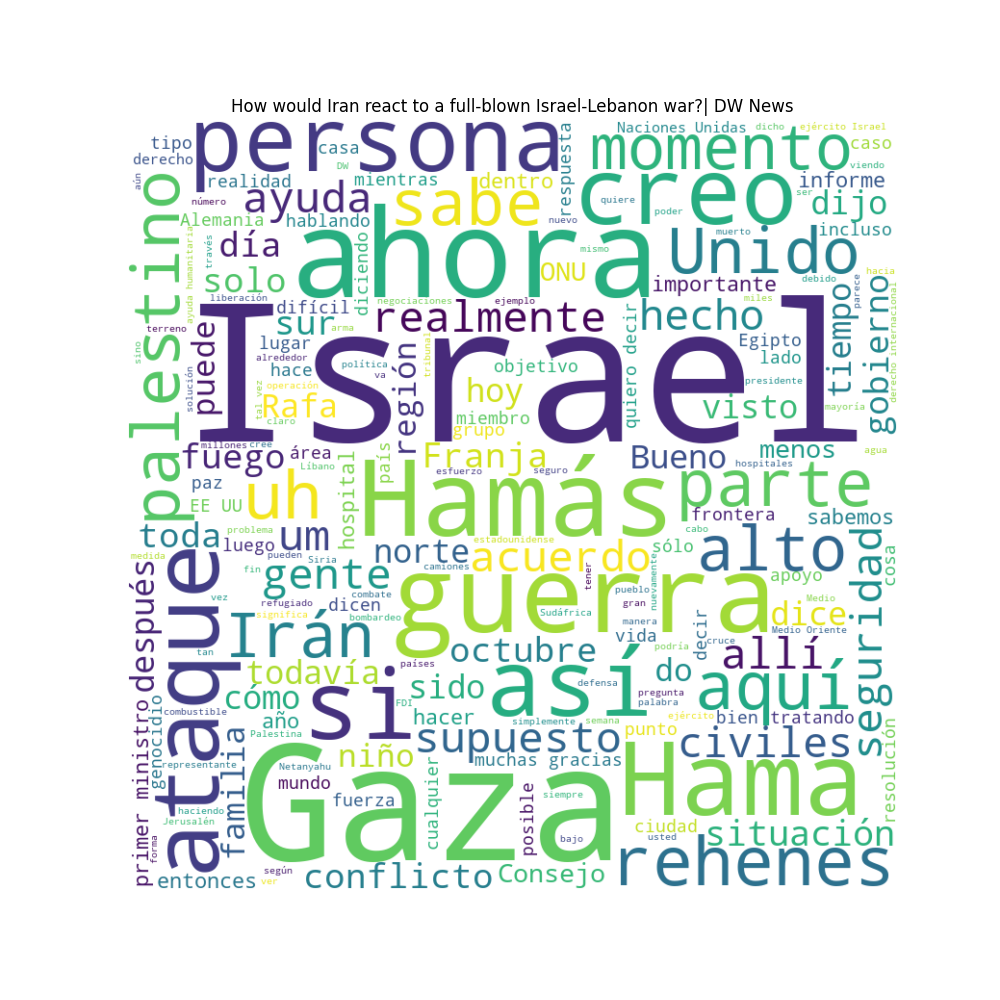 How would Iran react to a full-blown Israel-Lebanon war?| DW News
persona
tipo
derecho
casa
DW
respuesta
Naciones Unidas
dicho
ejército Israel
momento
caso
viendo
aún
realidad
mientras
dentro
creo
informe
ser
número
ayuda
sabe
quiere
poder
dijo
Alemania
hablando
nuevo
incluso
palestino
través
ayuda humanitaria
día
ahora
diciendo
mismo
muerto
Unido
debido
parece
hacia
solo
ONU
importante
miles
tiempo
gobierno
derecho internacional
liberación
difícil
negociaciones
ejemplo
terreno
sur
realmente
hecho
Egipto
sino
puede
lugar
arma
tribunal
quiero decir
lado
alrededor
Israel
solución
hace
política
va
región
objetivo
presidente
operación
hoy
tal vez
Rafa
claro
miembro
visto
mayoría
grupo
millones
cree
fuego
área
Líbano
país
Franja
esfuerzo
seguro
Bueno
hospitales
menos
agua
paz
EE UU
uh
hospital
Hamás
parte
frontera
sabemos
toda
problema
luego
um
cabo
medida
Siria
pueden
norte
estadounidense
acuerdo
sólo
alto
seguridad
cosa
fin
camiones
gente
tener
pueblo
nuevamente
apoyo
vez
refugiado
combate
guerra
gran
Medio
ataque
después
significa
dicen
bombardeo
Sudáfrica
manera
dice
Medio Oriente
Irán
vida
decir
cruce
tan
octubre
podría
allí
todavía
países
do
si
cómo
sido
así
defensa
pregunta
palabra
aquí
combustible
FDI
año
hacer
simplemente
semana
ejército
bien
tratando
primer ministro
genocidio
Palestina
supuesto
punto
civiles
resolución
familia
niño
muchas gracias
representante
Netanyahu
mundo
Gaza
cualquier
Hama
haciendo
fuerza
posible
siempre
Jerusalén
ciudad
situación
forma
bajo
usted
entonces
ver
según
conflicto
Consejo
rehenes